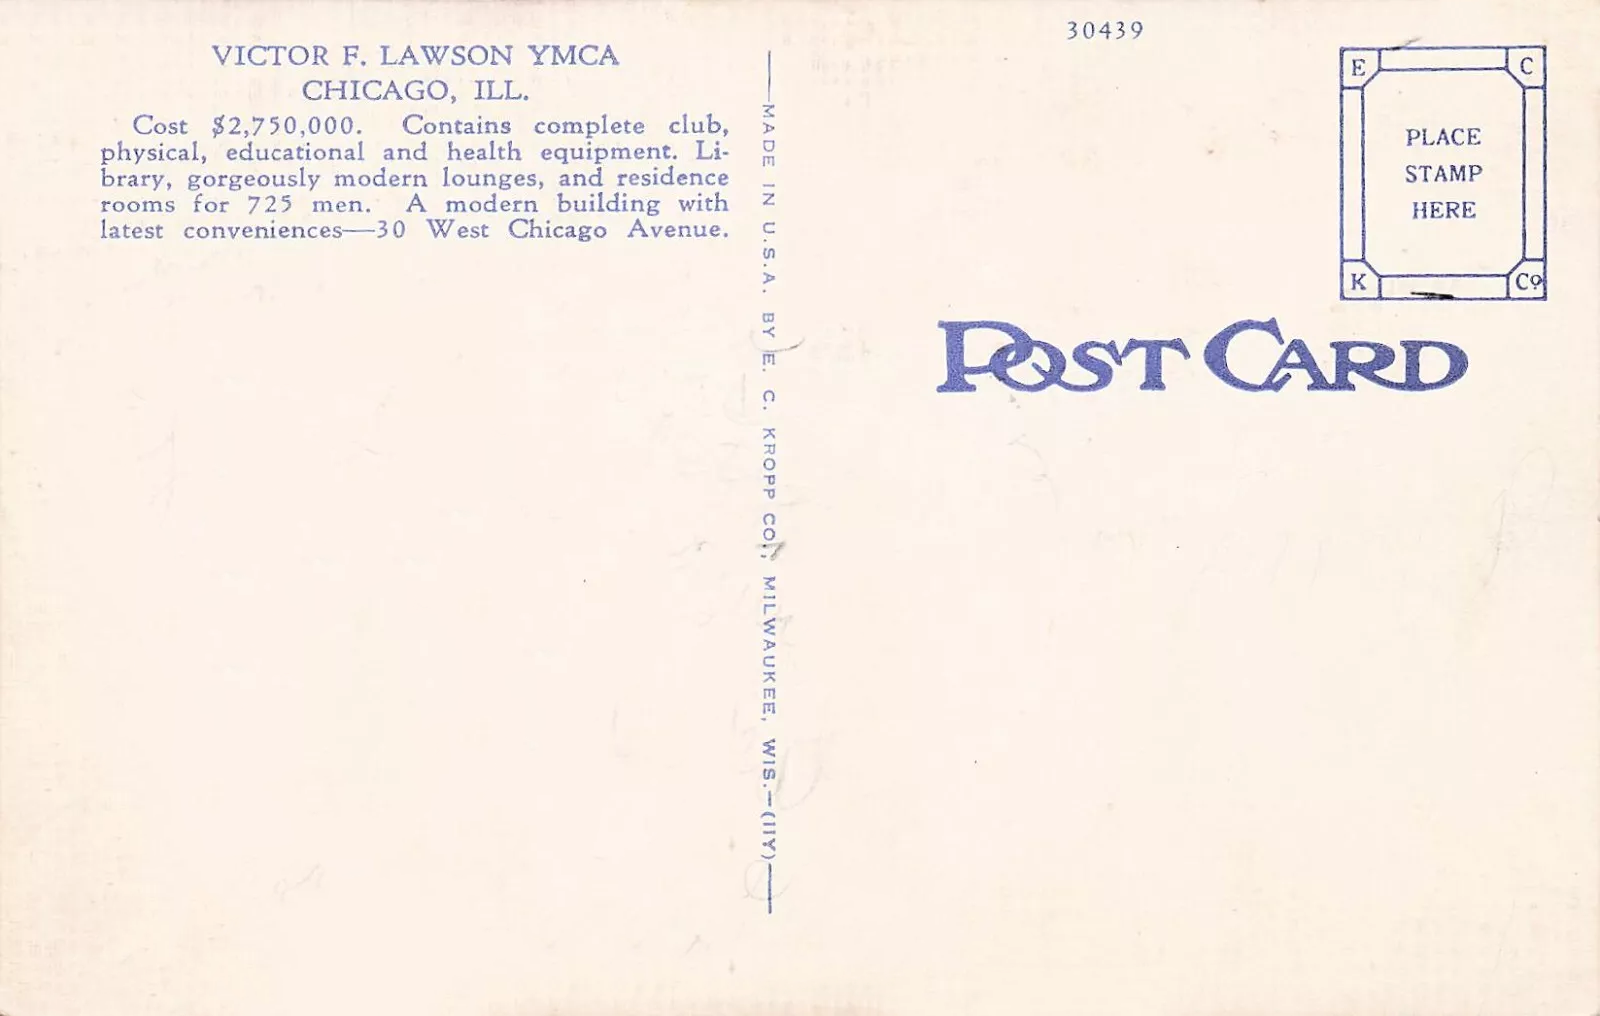 VICTOR F. LAWSON YMCA
CHICAGO, ILL.
Cost $2,750,000. Contains complete club,
physical, educational and health equipment. Li-
brary, gorgeously modern lounges, and residence
rooms for 725 men. A modern building with
latest conveniences—30 West Chicago Avenue.
—MADE IN U.S.A. BY E. C. KROPP CO., MILWAUKEE, WIS.—(11Y)—
30439
E C
PLACE
STAMP
HERE
K Co
POST CARD